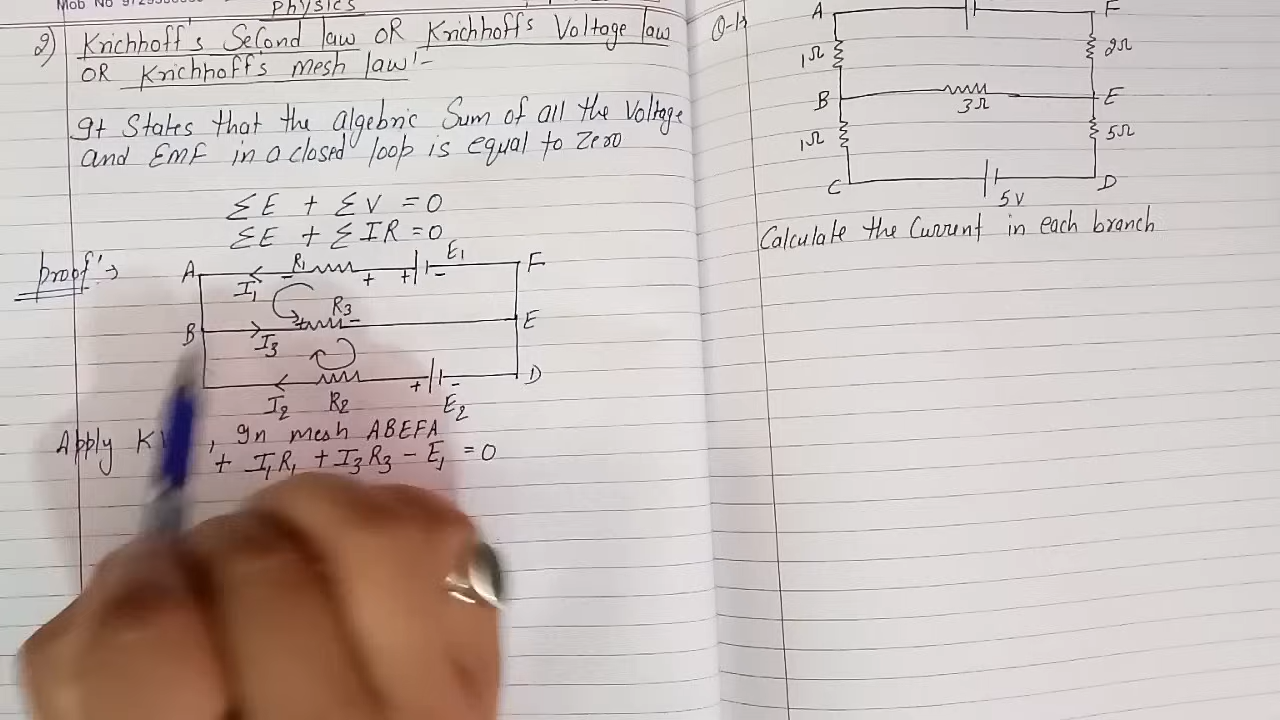 Mob No
Physics
2) Krichhoff's Second law OR Krichhoff's Voltage law
OR Krichhoff's mesh law :-
It States that the algebric Sum of all the Voltage
and EMF in a closed loop is equal to Zero
ΣE + ΣV = 0
ΣE + ΣIR = 0
Proof :→
A R1 E1 F
I1 - + + -
R3
B + - E
I3
+ - D
I2 R2 E2
Apply K , In mesh ABEFA
+ I1R1 + I3R3 - E1 = 0
Q-1)
A F
1Ω 2Ω
B 3Ω E
1Ω 5Ω
C D
5V
Calculate the Current in each branch